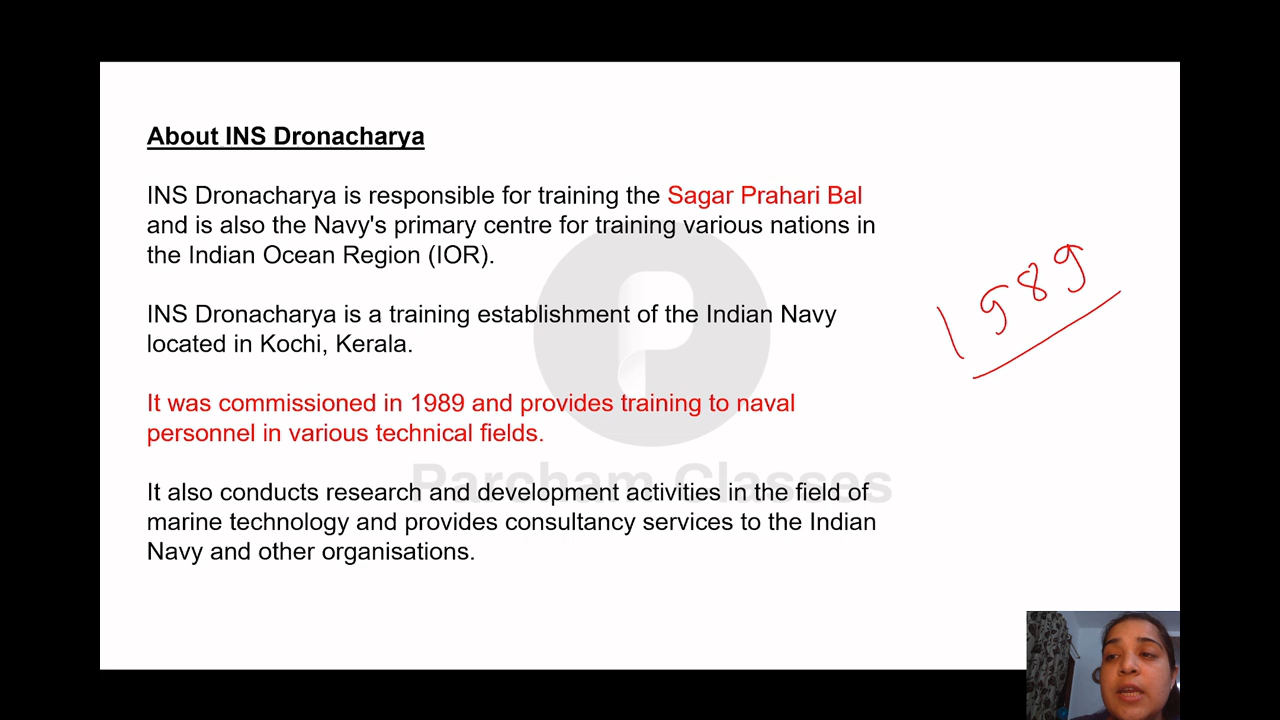 About INS Dronacharya
INS Dronacharya is responsible for training the Sagar Prahari Bal
and is also the Navy's primary centre for training various nations in
the Indian Ocean Region (IOR).
INS Dronacharya is a training establishment of the Indian Navy
located in Kochi, Kerala.
1989
It was commissioned in 1989 and provides training to naval
personnel in various technical fields.
Parcham Classes
It also conducts research and development activities in the field of
marine technology and provides consultancy services to the Indian
Navy and other organisations.